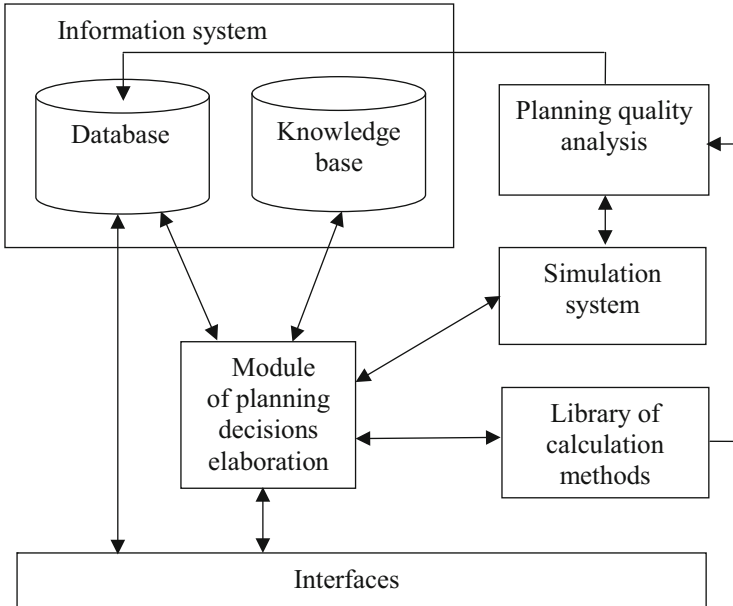 Information system
Database
Knowledge
base
Planning quality
analysis
Simulation
system
Module
of planning
decisions
elaboration
Library of
calculation
methods
Interfaces